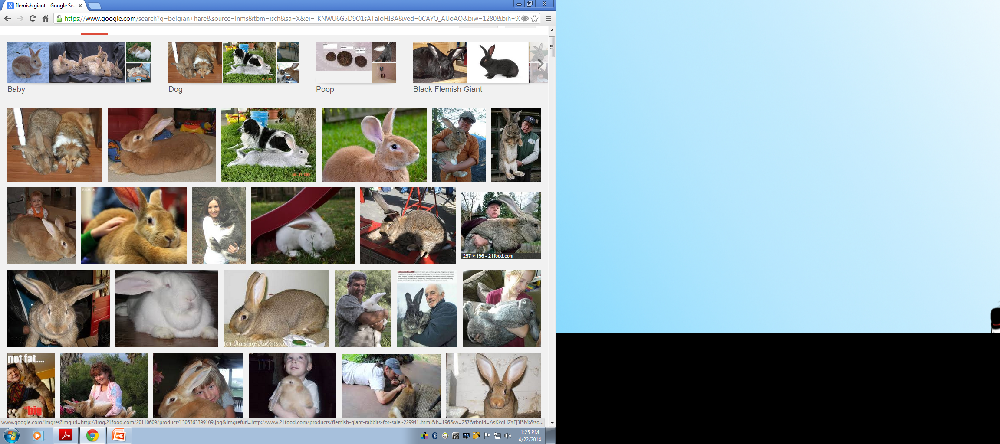 flemish giant - Google Sea
https://www.google.com/search?q=belgian+hare&source=lnms&tbm=isch&sa=X&ei=-KNWU6G5D9O1sATaloHIBA&ved=0CAYQ_AUoAQ&biw=1280&bih=92
Baby
Dog
Poop
Black Flemish Giant
257 × 196 - 21food.com
(c) Raising-Rabbits.com
not fat....
big
www.google.com/imgres?imgurl=http://img.21food.com/20110609/product/1305363399109.jpg&imgrefurl=http://www.21food.com/products/flemish-giant-rabbits-for-sale.-229941.html&h=196&w=257&tbnid=AsKkgH2YEj3I5M:&zo...
1:25 PM
4/22/2014